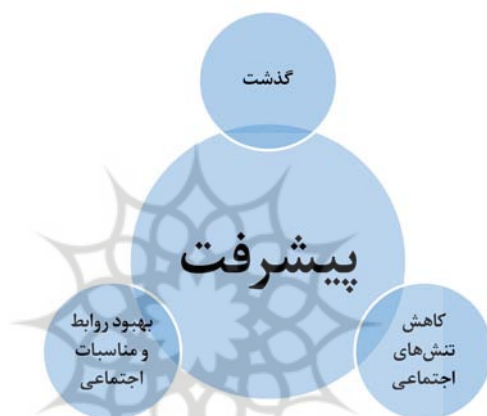 گذشت
پیشرفت
کاهش
تنش‌های
اجتماعی
بهبود روابط
و مناسبات
اجتماعی